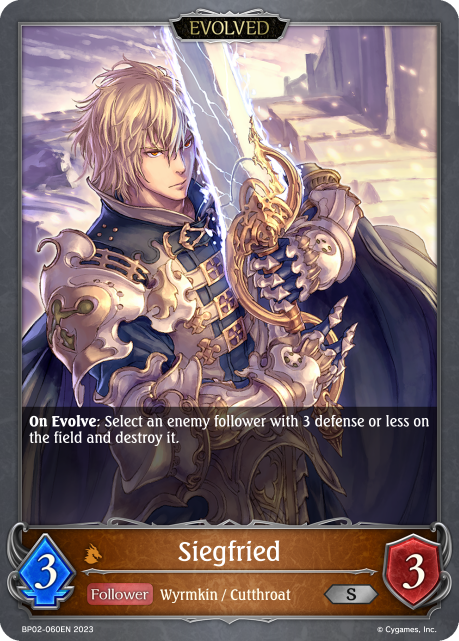 EVOLVED
On Evolve: Select an enemy follower with 3 defense or less on
the field and destroy it.
Siegfried
3
Follower
Wyrmkin / Cutthroat
S
3
BP02-060EN 2023
© Cygames, Inc.